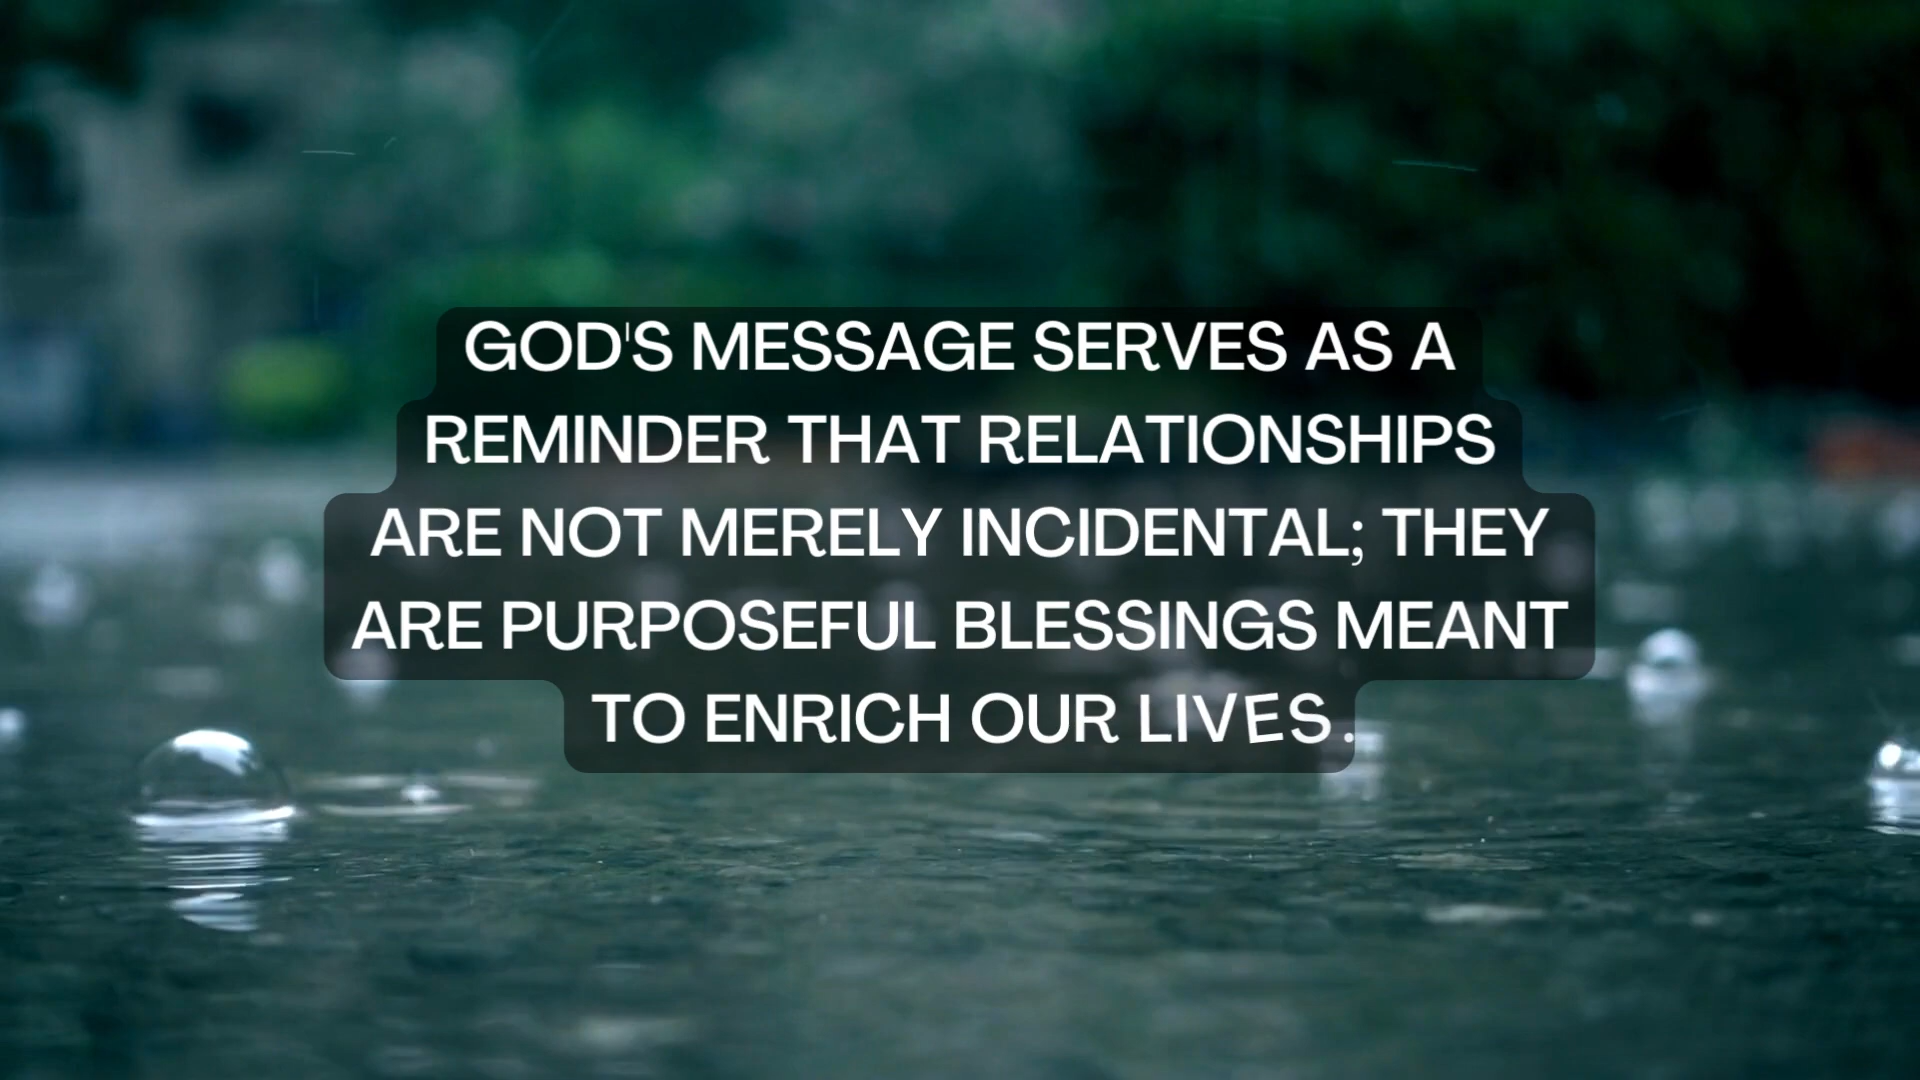 GOD'S MESSAGE SERVES AS A
REMINDER THAT RELATIONSHIPS
ARE NOT MERELY INCIDENTAL; THEY
ARE PURPOSEFUL BLESSINGS MEANT
TO ENRICH OUR LIVES.